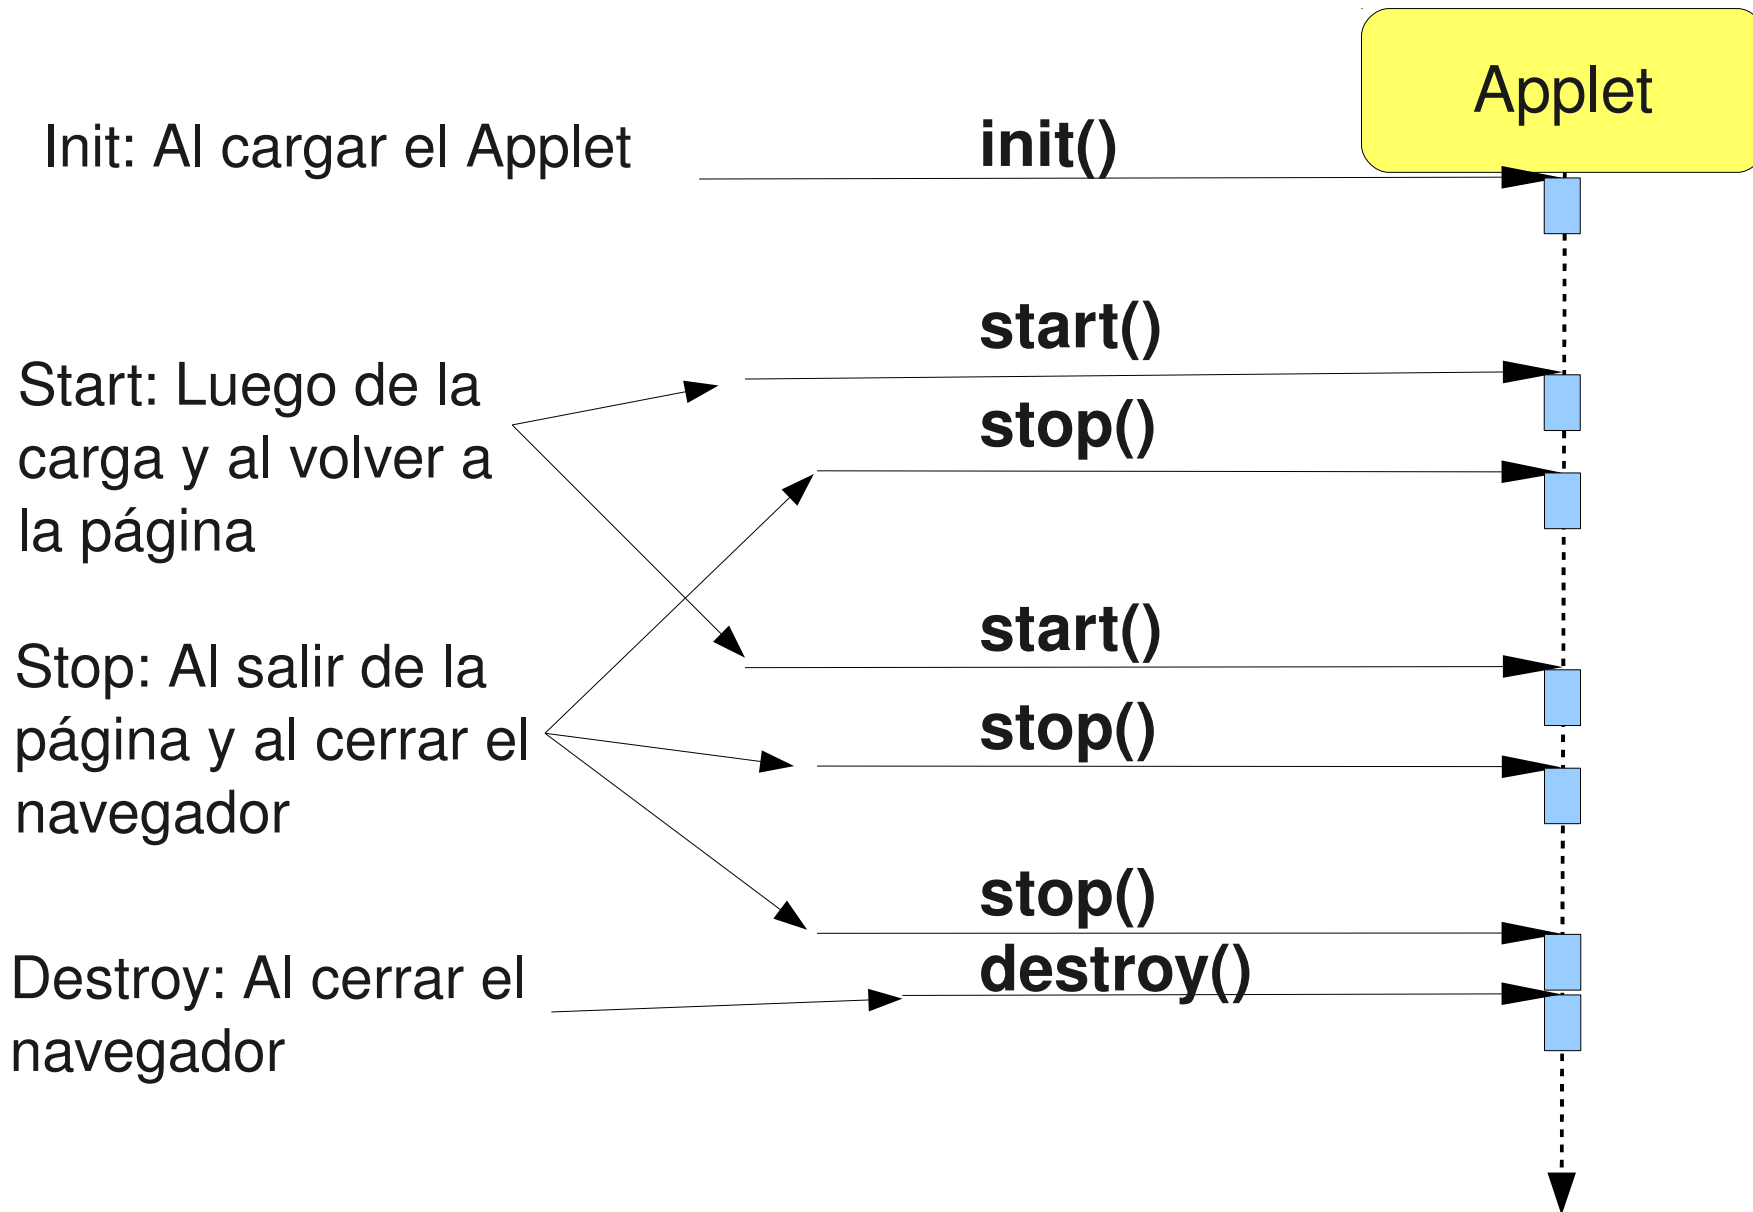 Applet
Init: Al cargar el Applet
init()
start()
Start: Luego de la
carga y al volver a
la página
stop()
start()
Stop: Al salir de la
página y al cerrar el
navegador
stop()
stop()
destroy()
Destroy: Al cerrar el
navegador